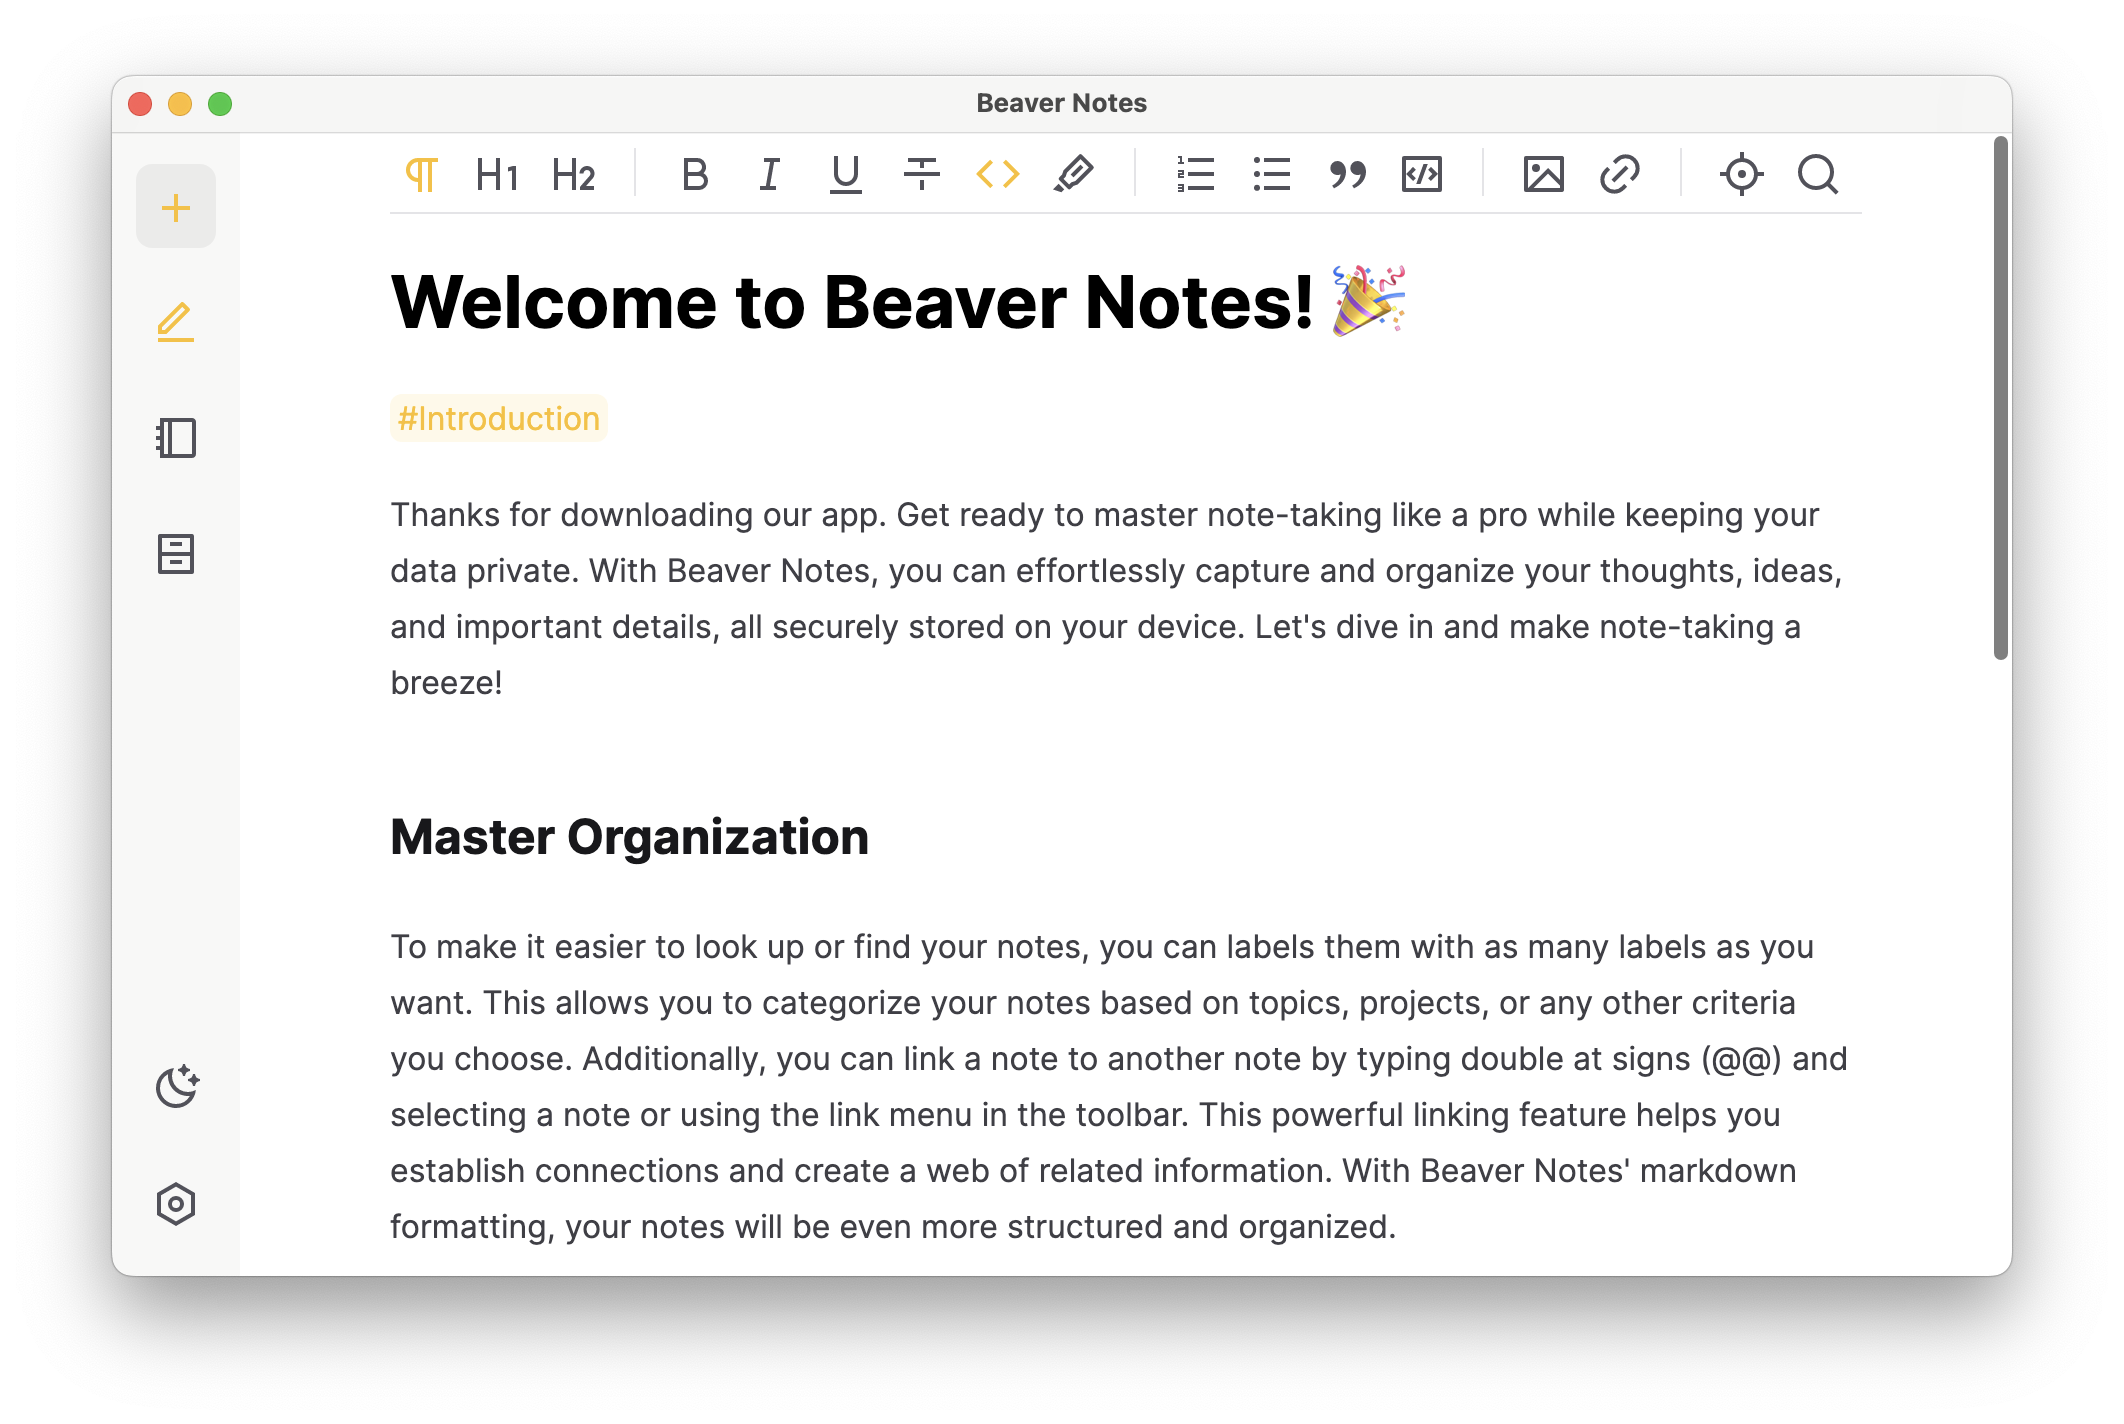 Beaver Notes
H1 H2 B I U
Welcome to Beaver Notes! 🎉
#Introduction
Thanks for downloading our app. Get ready to master note-taking like a pro while keeping your
data private. With Beaver Notes, you can effortlessly capture and organize your thoughts, ideas,
and important details, all securely stored on your device. Let's dive in and make note-taking a
breeze!
Master Organization
To make it easier to look up or find your notes, you can labels them with as many labels as you
want. This allows you to categorize your notes based on topics, projects, or any other criteria
you choose. Additionally, you can link a note to another note by typing double at signs (@@) and
selecting a note or using the link menu in the toolbar. This powerful linking feature helps you
establish connections and create a web of related information. With Beaver Notes' markdown
formatting, your notes will be even more structured and organized.